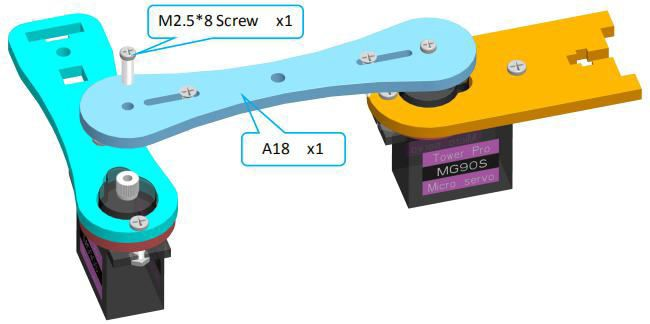 M2.5*8 Screw x1
A18 x1
Tower Pro
MG90S
Micro servo